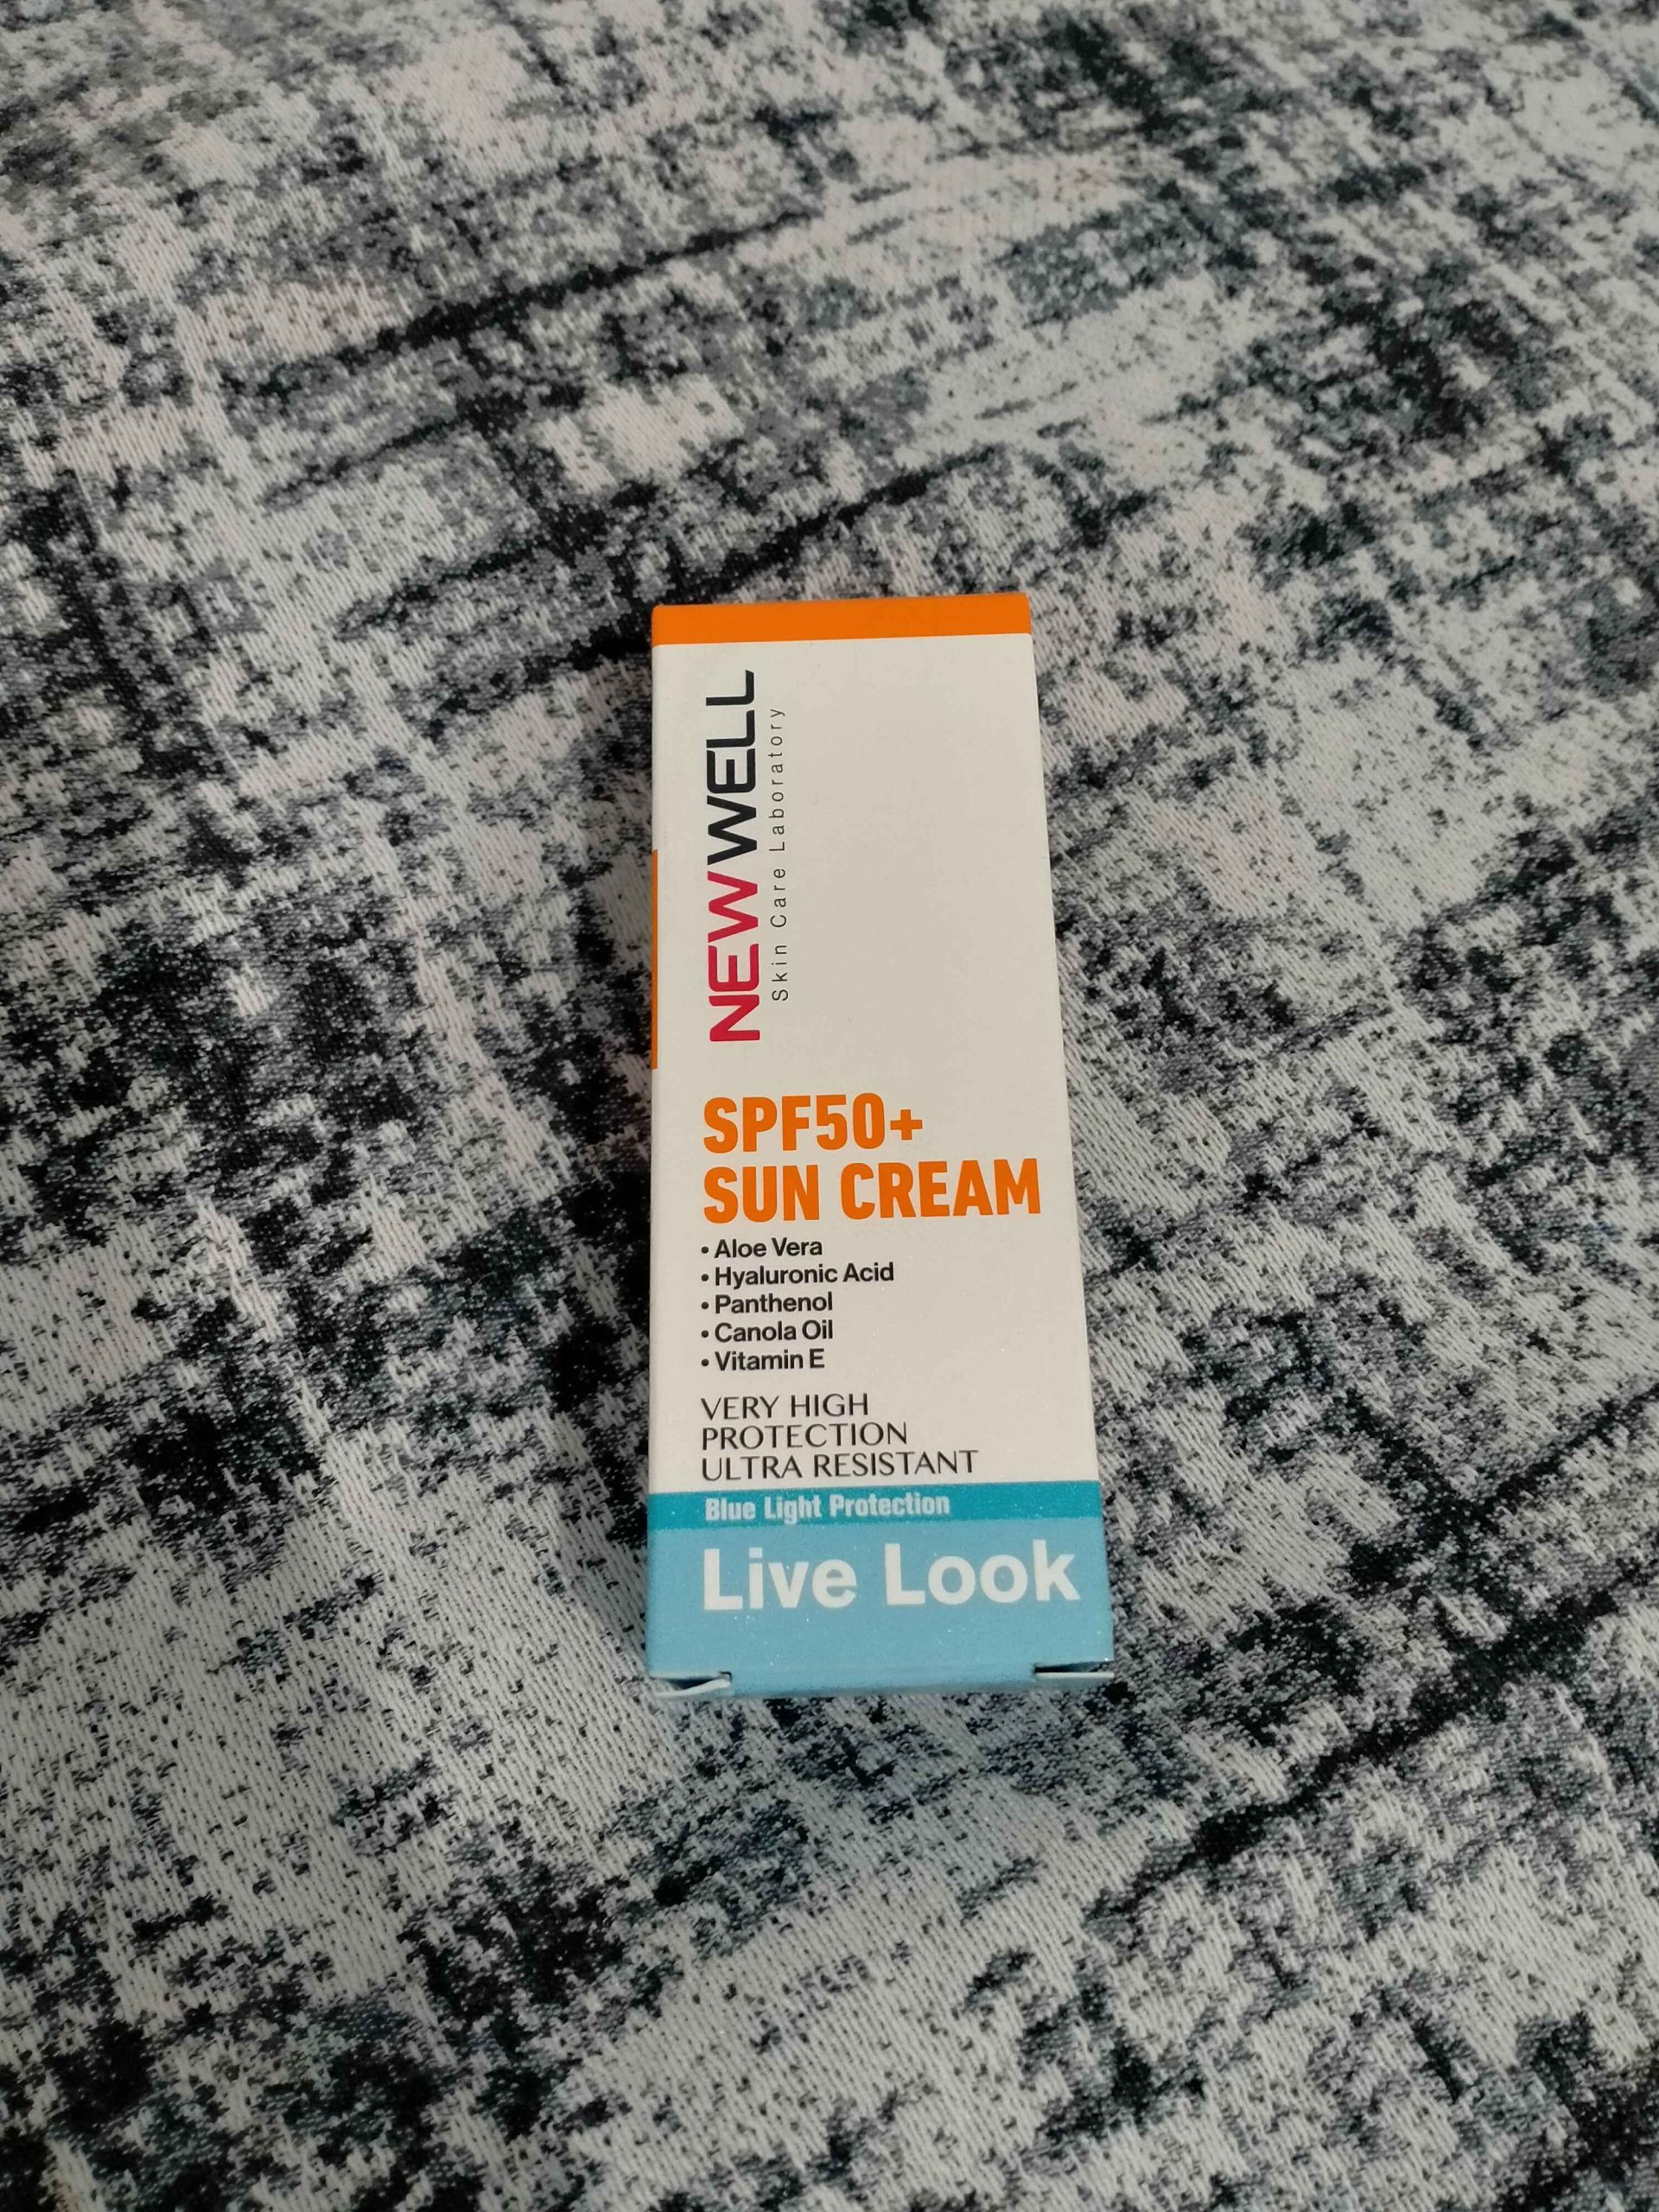 NEWWELL
Skin Care Laboratory
SPF50+
SUN CREAM
• Aloe Vera
• Hyaluronic Acid
• Panthenol
• Canola Oil
• Vitamin E
VERY HIGH
PROTECTION
ULTRA RESISTANT
Blue Light Protection
Live Look